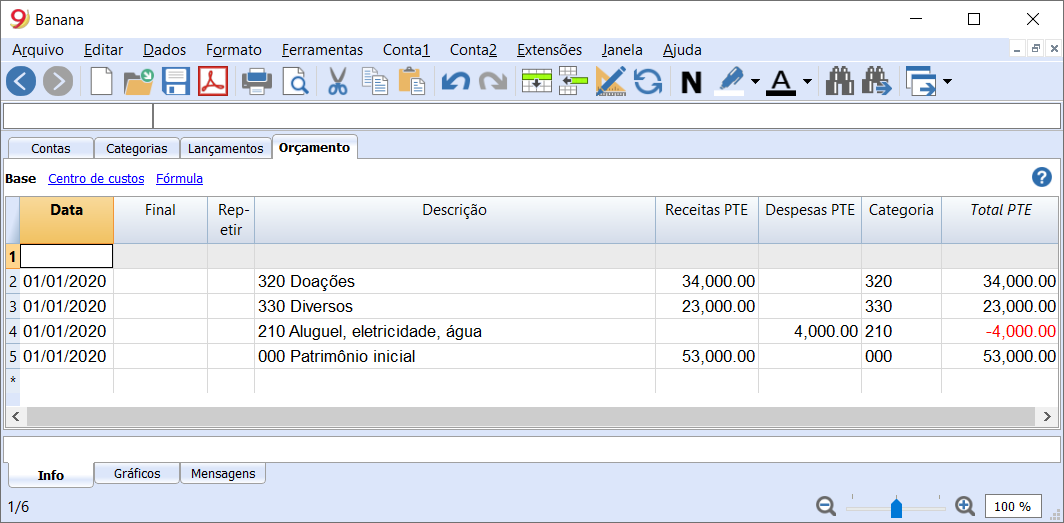 Banana
Arquivo Editar Dados Formato Ferramentas Conta1 Conta2 Extensões Janela Ajuda
N A
Contas Categorias Lançamentos Orçamento
Base Centro de custos Fórmula ?
Data Final Rep-etir Descrição Receitas PTE Despesas PTE Categoria Total PTE
1
2 01/01/2020 320 Doações 34,000.00 320 34,000.00
3 01/01/2020 330 Diversos 23,000.00 330 23,000.00
4 01/01/2020 210 Aluguel, eletricidade, água 4,000.00 210 -4,000.00
5 01/01/2020 000 Patrimônio inicial 53,000.00 000 53,000.00
*
Info Gráficos Mensagens
1/6 100 %